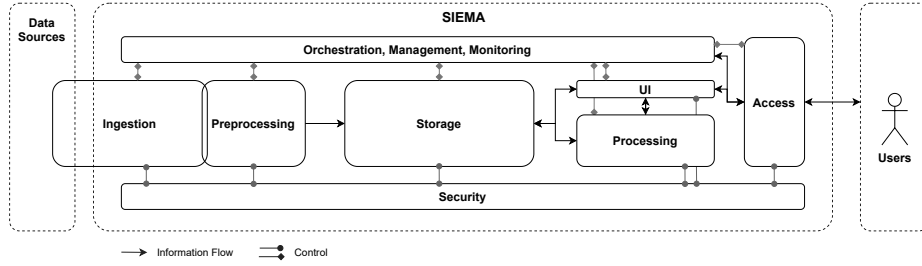 Data
Sources
SIEMA
Orchestration, Management, Monitoring
Ingestion
Preprocessing
Storage
UI
Processing
Access
Users
Security
Information Flow
Control